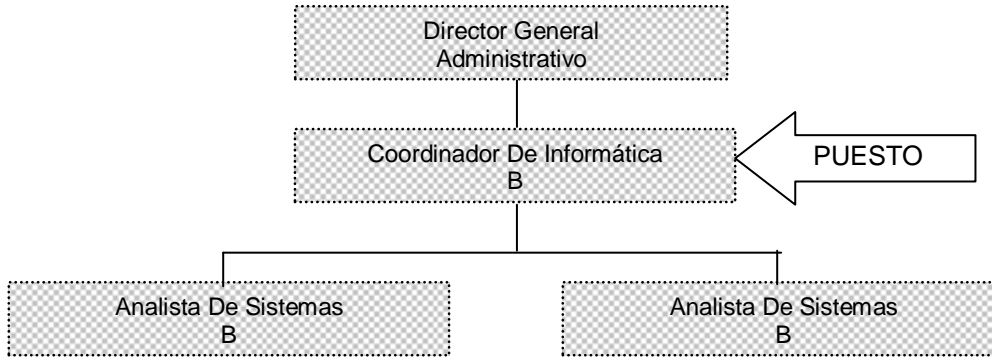 Director General
Administrativo
Coordinador De Informática
B
PUESTO
Analista De Sistemas
B
Analista De Sistemas
B